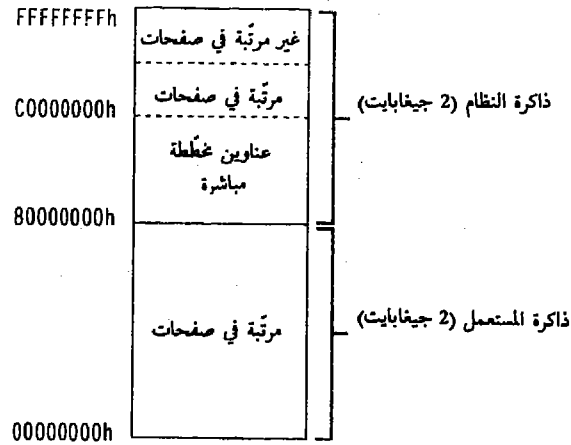 FFFFFFFFh
غير مرتّبة في صفحات
مرتّبة في صفحات
C0000000h
ذاكرة النظام (2 جيغابايت)
عناوين مخطّطة
مباشرة
80000000h
مرتّبة في صفحات
ذاكرة المستعمل (2 جيغابايت)
00000000h